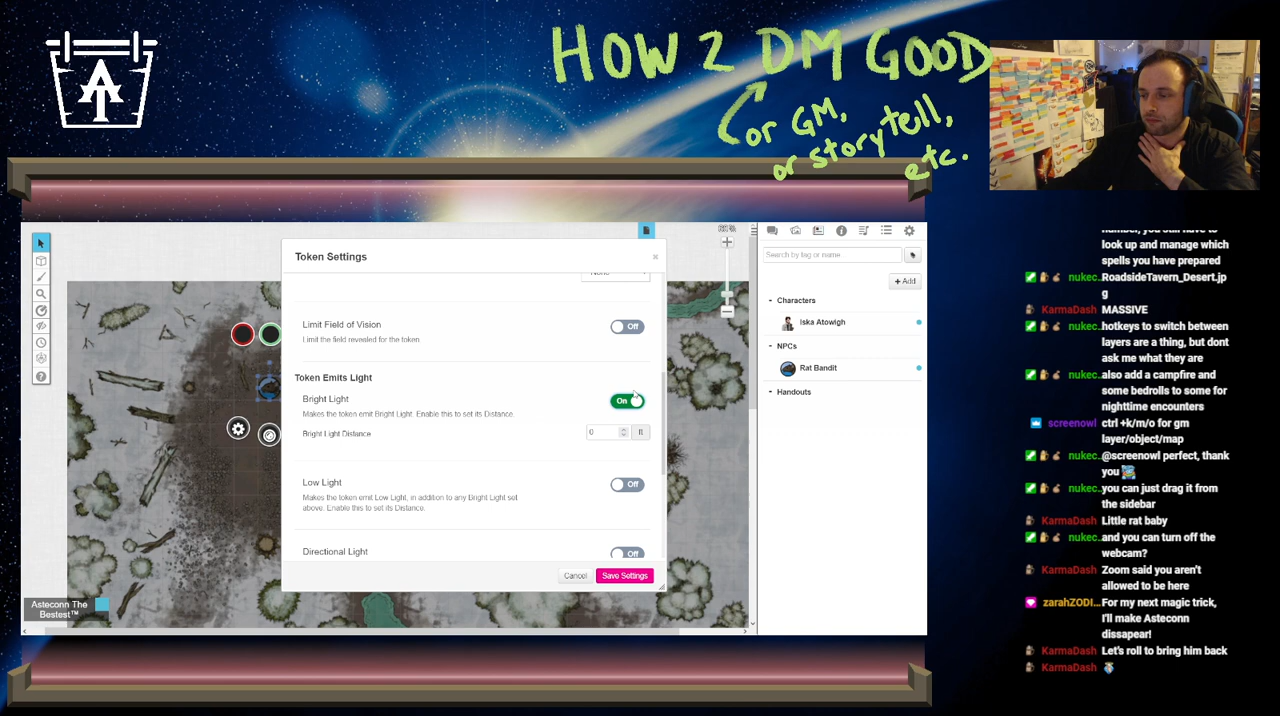 HOW 2 DM GOOD
or GM,
or storytell,
etc.
AT
Token Settings
×
None
Limit Field of Vision
Off
Limit the field revealed for the token
Token Emits Light
Bright Light
On
Makes the token emit Bright Light. Enable this to set its Distance.
Bright Light Distance
0
ft
Low Light
Off
Makes the token emit Low Light, in addition to any Bright Light set
above. Enable this to set its Distance.
Directional Light
Off
Cancel
Save Settings
Asteconn The
Bestest™
Search by tag or name...
+ Add
Characters
Iska Atowigh
NPCs
Rat Bandit
Handouts
number, you still have to
look up and manage which
spells you have prepared
nukec... RoadsideTavern_Desert.jp
g
KarmaDash MASSIVE
nukec... hotkeys to switch between
layers are a thing, but dont
ask me what they are
nukec... also add a campfire and
some bedrolls to some for
nighttime encounters
screenowl ctrl +k/m/o for gm
layer/object/map
nukec... @screenowl perfect, thank
you
nukec... you can just drag it from
the sidebar
KarmaDash Little rat baby
nukec... and you can turn off the
webcam?
KarmaDash Zoom said you aren't
allowed to be here
zarahZODI... For my next magic trick,
I'll make Asteconn
dissapear!
KarmaDash Let's roll to bring him back
KarmaDash